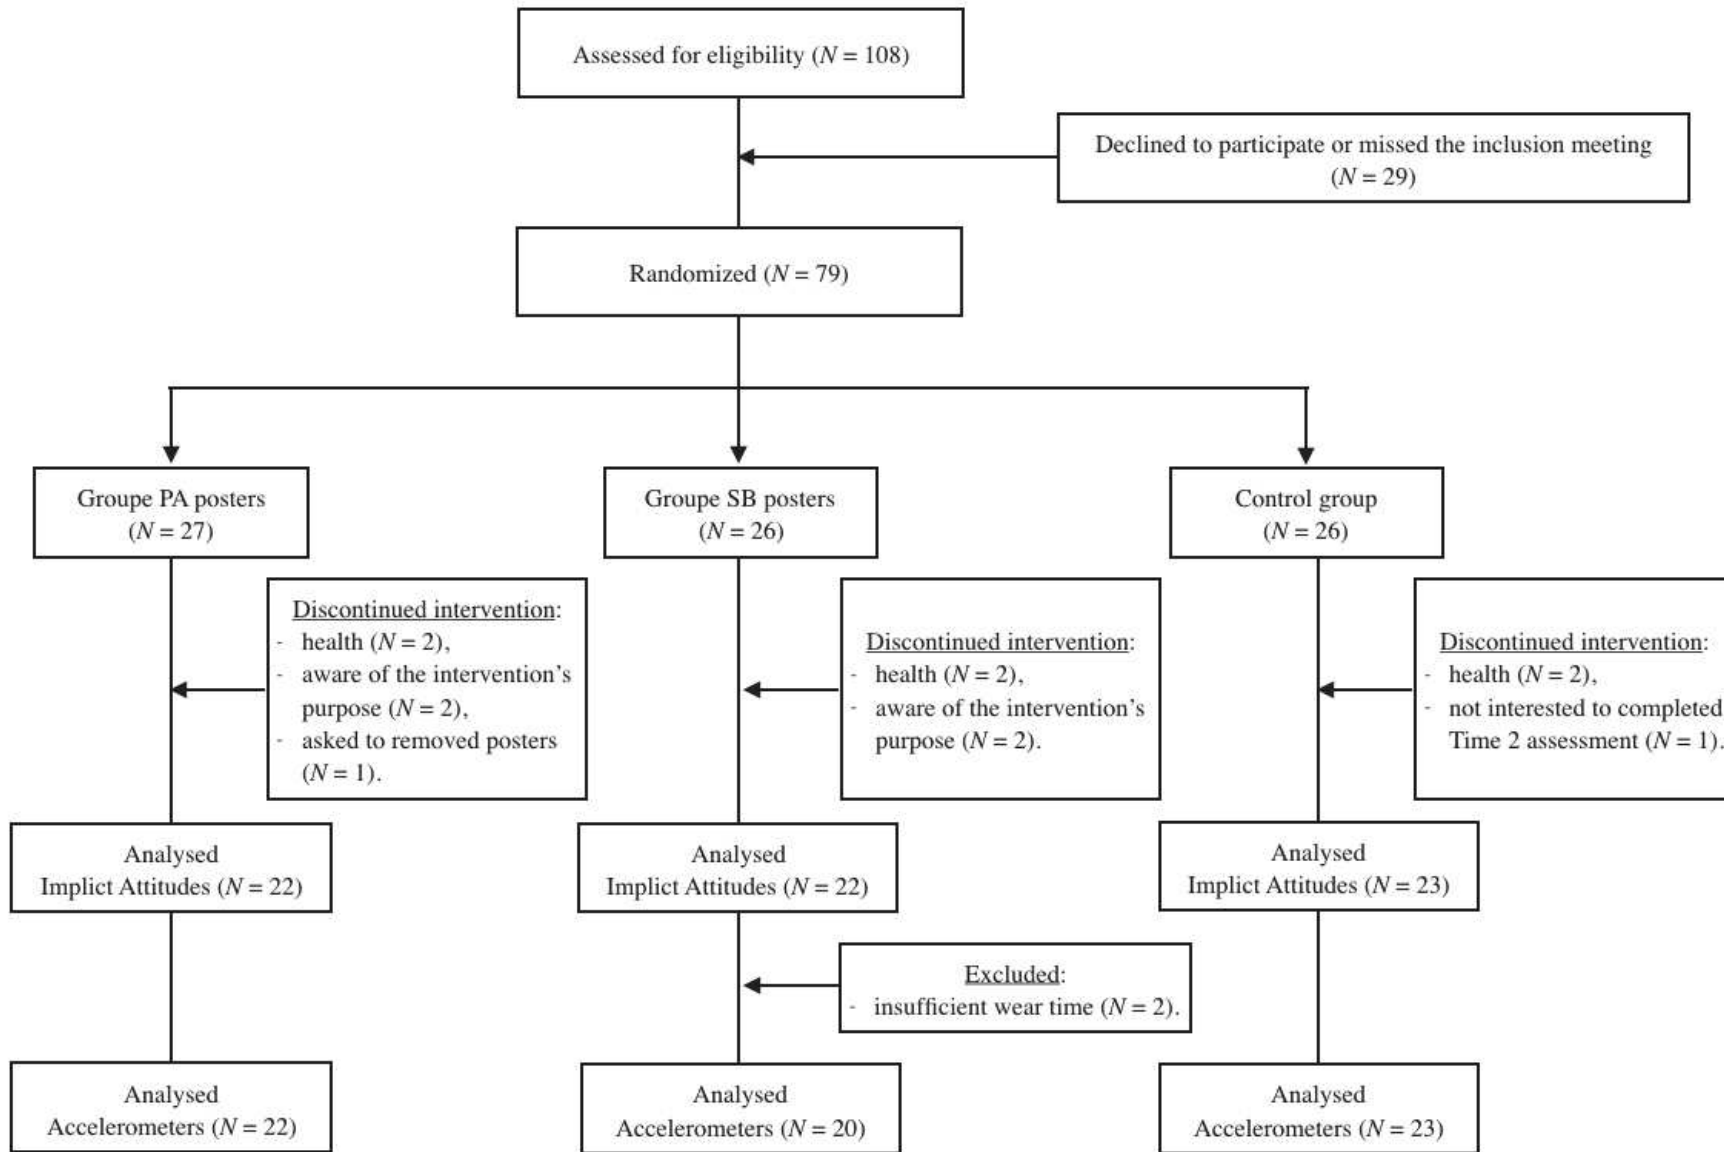 Assessed for eligibility (N = 108)
Declined to participate or missed the inclusion meeting
(N = 29)
Randomized (N = 79)
Groupe PA posters
(N = 27)
Groupe SB posters
(N = 26)
Control group
(N = 26)
Discontinued intervention:
- health (N = 2),
- aware of the intervention's
purpose (N = 2),
- asked to removed posters
(N = 1).
Discontinued intervention:
- health (N = 2),
- aware of the intervention's
purpose (N = 2).
Discontinued intervention:
- health (N = 2),
- not interested to completed
Time 2 assessment (N = 1).
Analysed
Implict Attitudes (N = 22)
Analysed
Implict Attitudes (N = 22)
Analysed
Implict Attitudes (N = 23)
Excluded:
- insufficient wear time (N = 2).
Analysed
Accelerometers (N = 22)
Analysed
Accelerometers (N = 20)
Analysed
Accelerometers (N = 23)